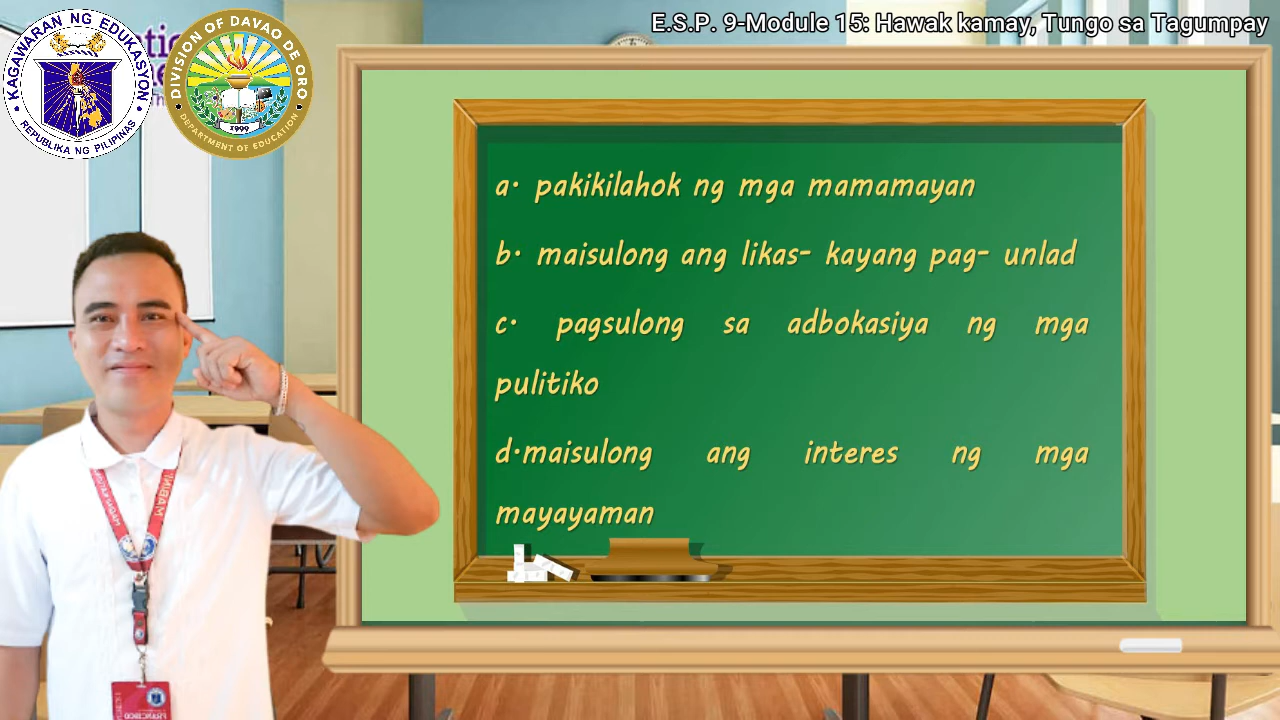 E.S.P. 9-Module 15: Hawak kamay, Tungo sa Tagumpay
KAGAWARAN NG EDUKASYON
REPUBLIKA NG PILIPINAS
DIVISION OF DAVAO DE ORO
1999
DEPARTMENT OF EDUCATION
a. pakikilahok ng mga mamamayan
b. maisulong ang likas- kayang pag- unlad
c. pagsulong sa adbokasiya ng mga
pulitiko
d.maisulong ang interes ng mga
mayayaman